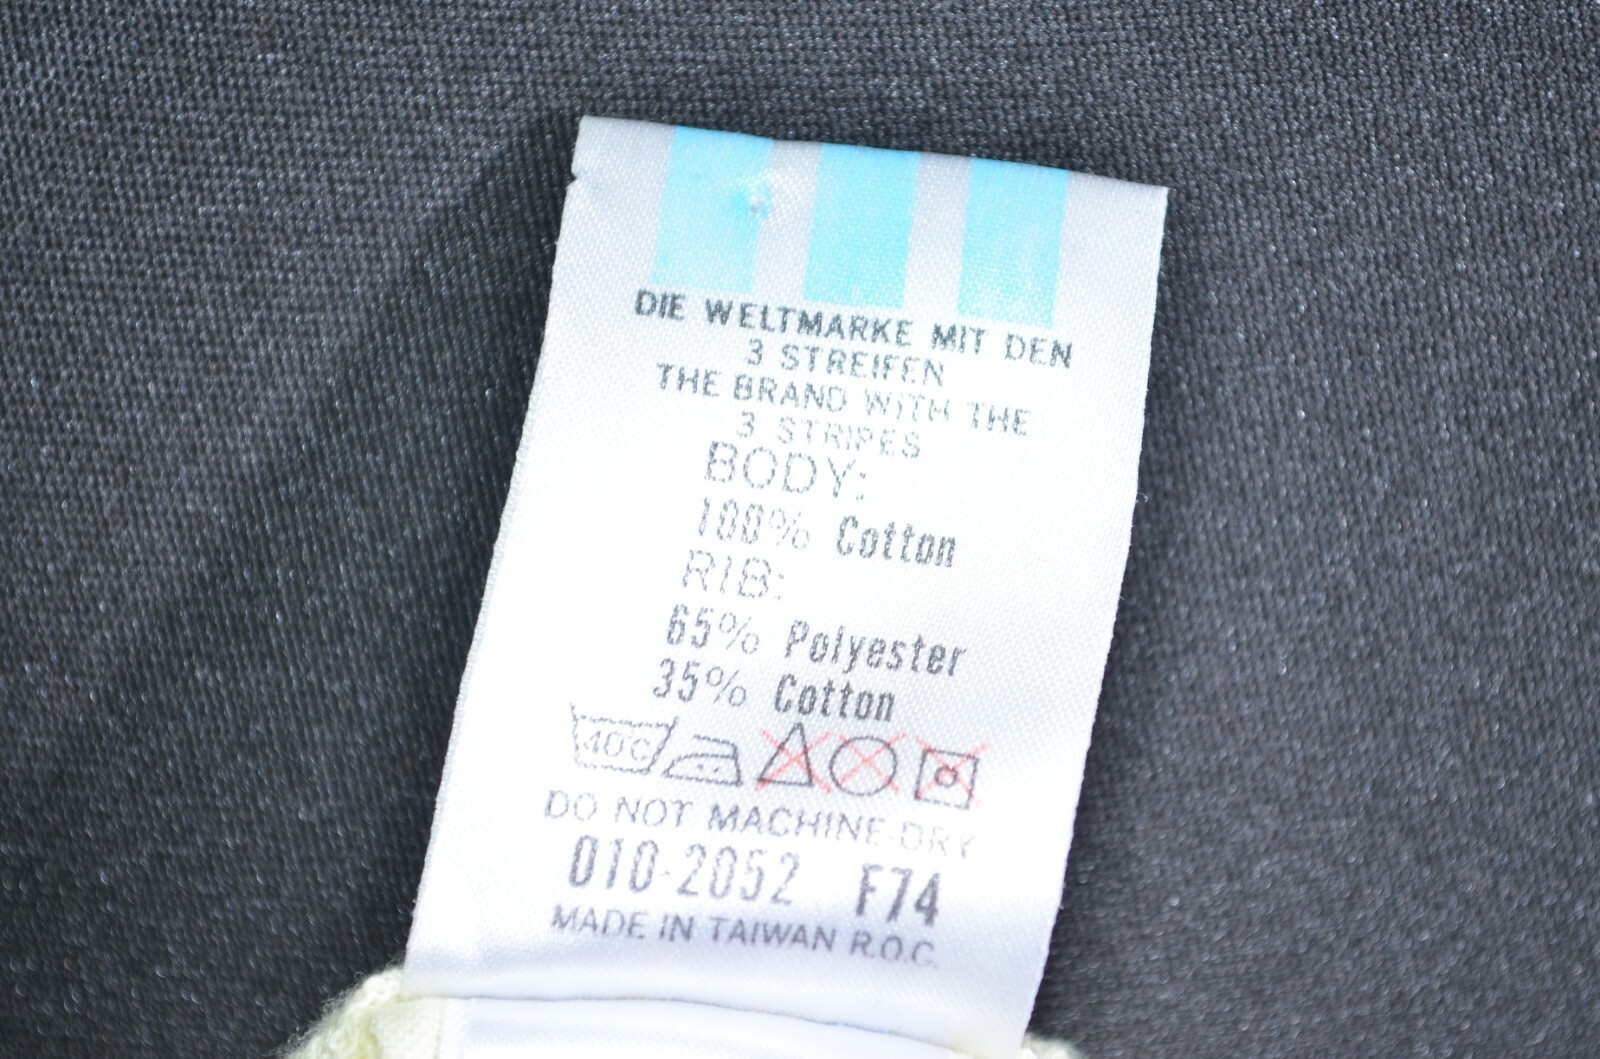 DIE WELTMARKE MIT DEN
3 STREIFEN
THE BRAND WITH THE
3 STRIPES
BODY:
100% Cotton
RIB:
65% Polyester
35% Cotton
40°C
DO NOT MACHINE-DRY
010-2052 F74
MADE IN TAIWAN R.O.C.